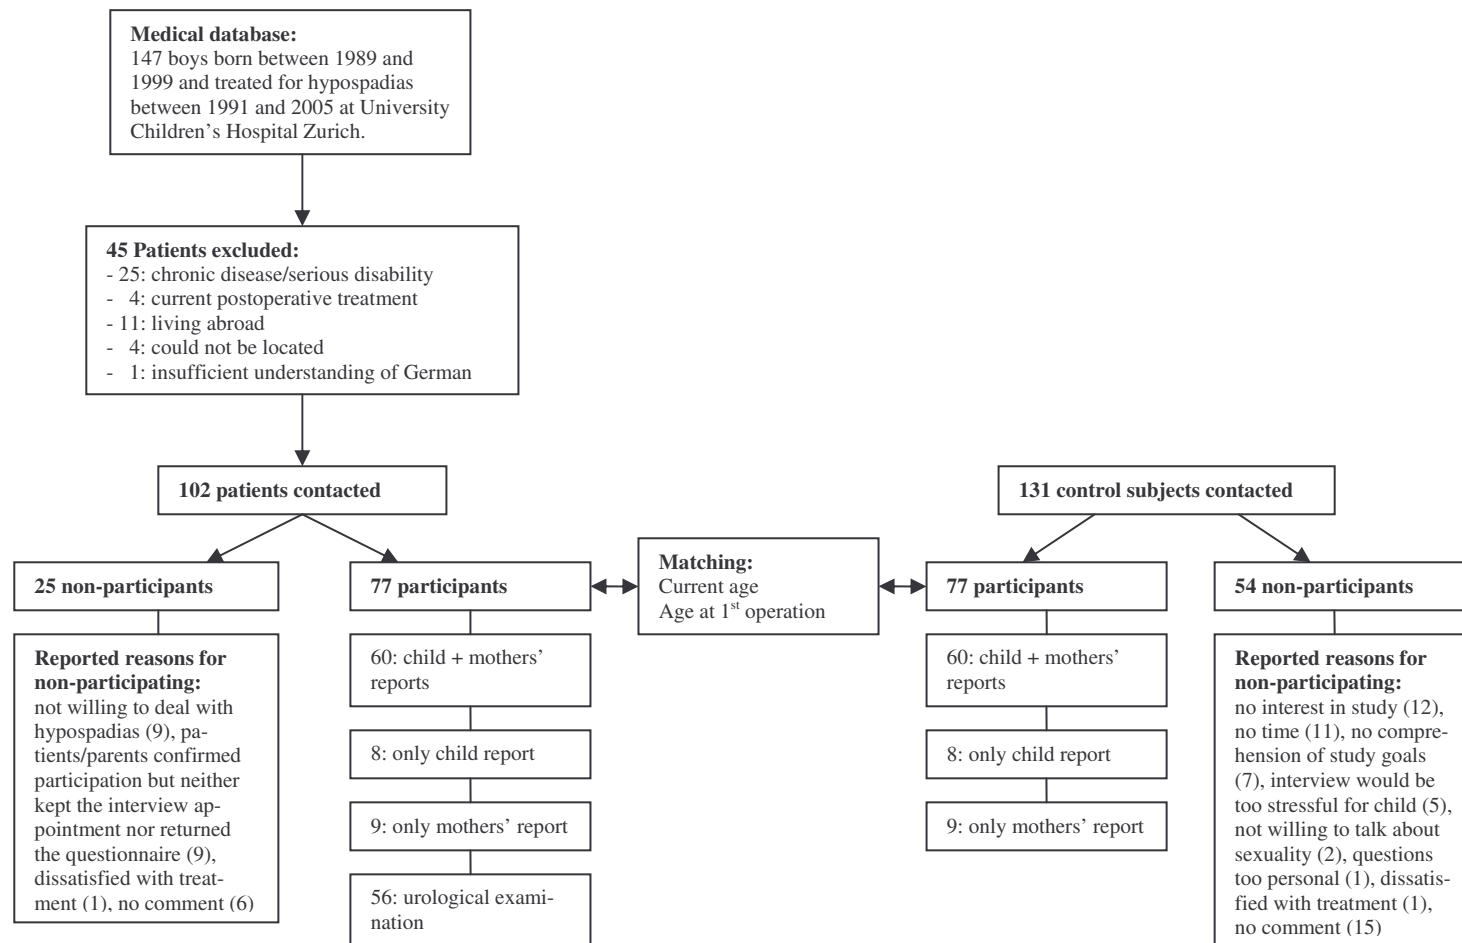 Medical database:
147 boys born between 1989 and
1999 and treated for hypospadias
between 1991 and 2005 at University
Children’s Hospital Zurich.
45 Patients excluded:
- 25: chronic disease/serious disability
-   4: current postoperative treatment
- 11: living abroad
-   4: could not be located
-   1: insufficient understanding of German
102 patients contacted
131 control subjects contacted
25 non-participants
77 participants
Matching:
Current age
Age at 1st operation
77 participants
54 non-participants
Reported reasons for
non-participating:
not willing to deal with
hypospadias (9), pa-
tients/parents confirmed
participation but neither
kept the interview ap-
pointment nor returned
the questionnaire (9),
dissatisfied with treat-
ment (1), no comment (6)
60: child + mothers’
reports
8: only child report
9: only mothers’ report
56: urological exami-
nation
60: child + mothers’
reports
8: only child report
9: only mothers’ report
Reported reasons for
non-participating:
no interest in study (12),
no time (11), no compre-
hension of study goals
(7), interview would be
too stressful for child (5),
not willing to talk about
sexuality (2), questions
too personal (1), dissatis-
fied with treatment (1),
no comment (15)